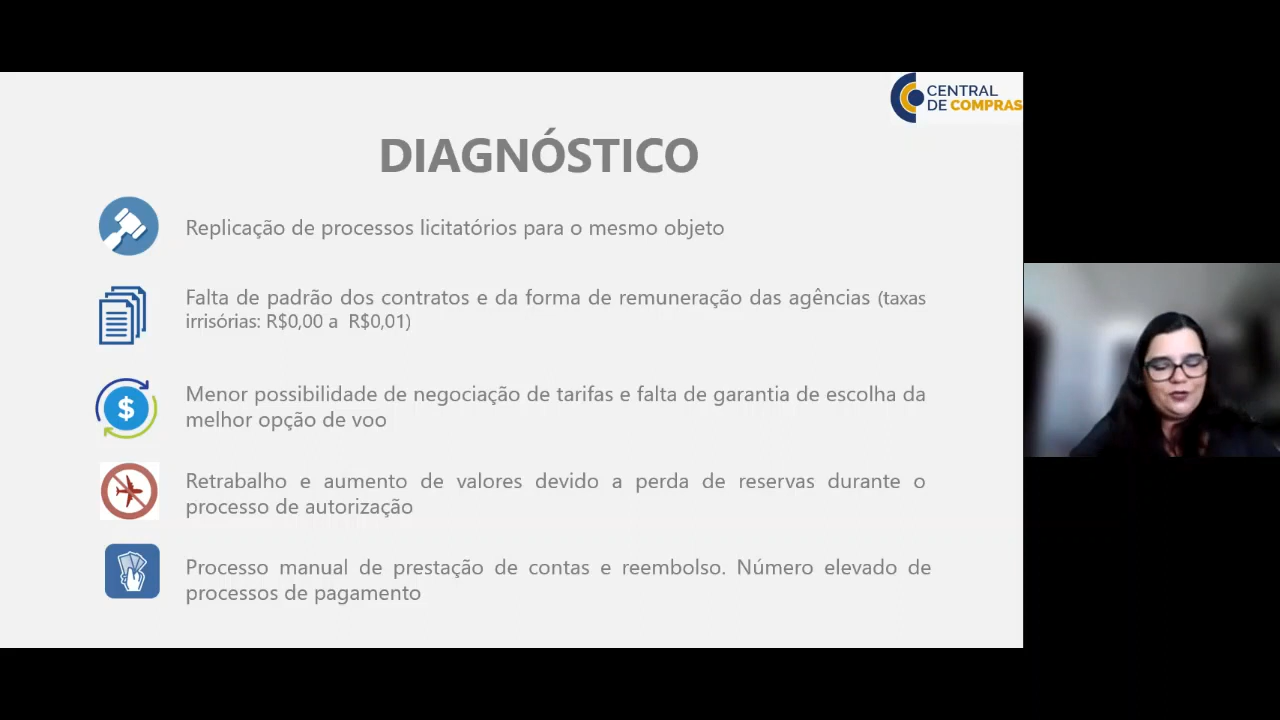 CENTRAL
DE COMPRAS
DIAGNÓSTICO
Replicação de processos licitatórios para o mesmo objeto
Falta de padrão dos contratos e da forma de remuneração das agências (taxas
irrisórias: R$0,00 a R$0,01)
$
Menor possibilidade de negociação de tarifas e falta de garantia de escolha da
melhor opção de voo
Retrabalho e aumento de valores devido a perda de reservas durante o
processo de autorização
Processo manual de prestação de contas e reembolso. Número elevado de
processos de pagamento